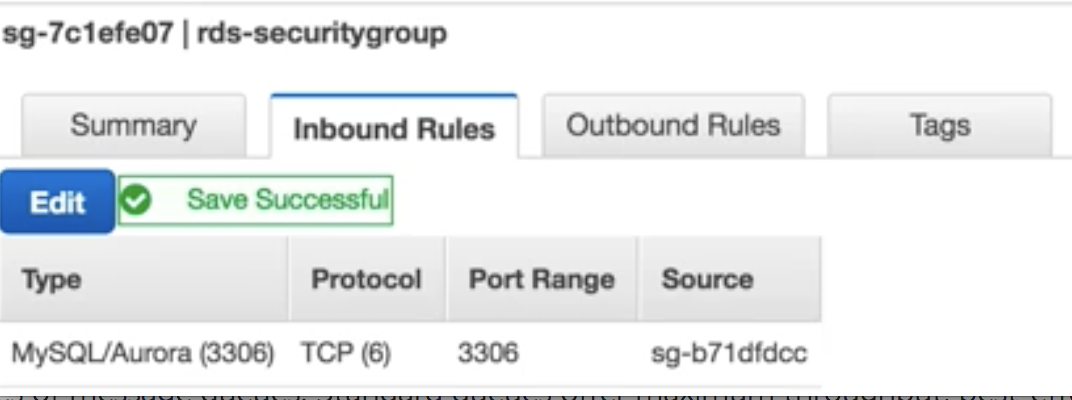 sg-7c1efe07 | rds-securitygroup
Summary Inbound Rules Outbound Rules Tags
Edit Save Successful
Type Protocol Port Range Source
MySQL/Aurora (3306) TCP (6) 3306 sg-b71dfdcc